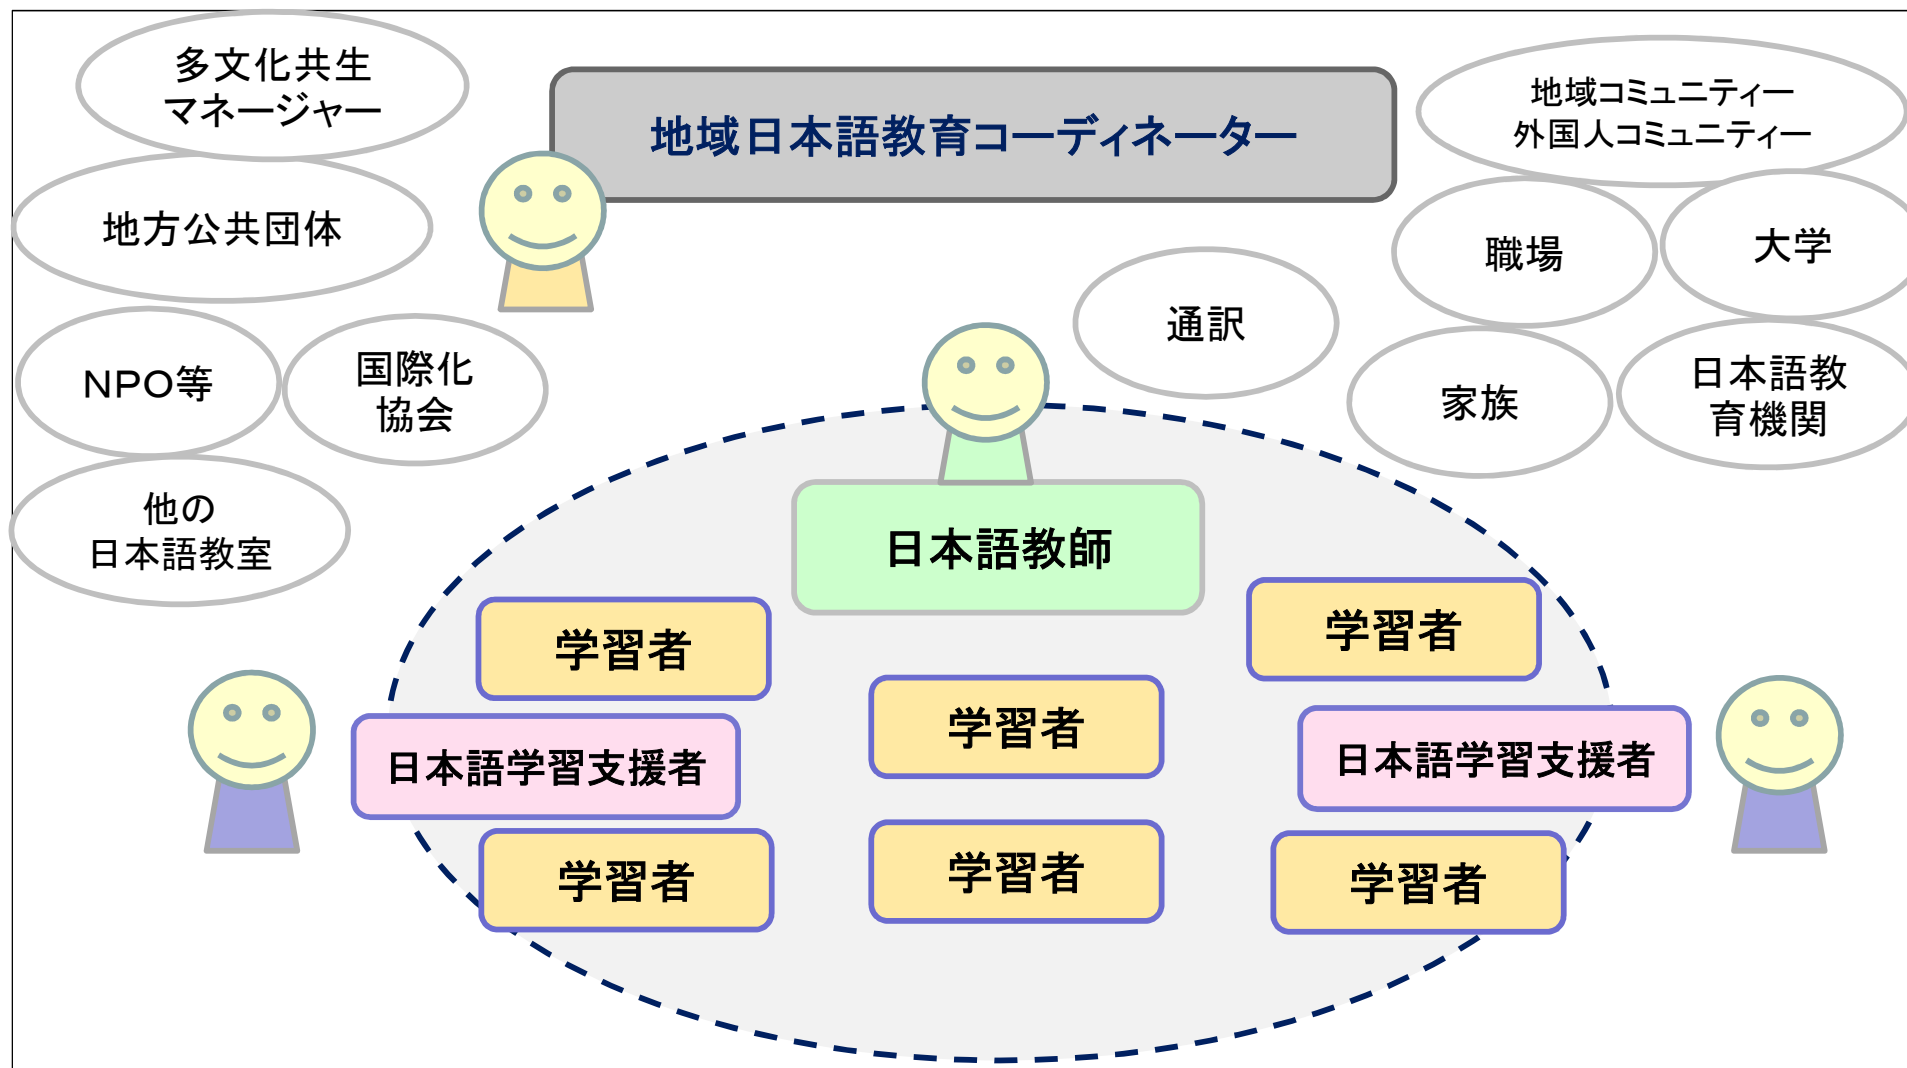 多文化共生
マネージャー
地域日本語教育コーディネーター
地域コミュニティー
外国人コミュニティー
地方公共団体
職場
大学
通訳
NPO等
国際化
協会
家族
日本語教
育機関
他の
日本語教室
日本語教師
学習者
学習者
学習者
日本語学習支援者
日本語学習支援者
学習者
学習者
学習者